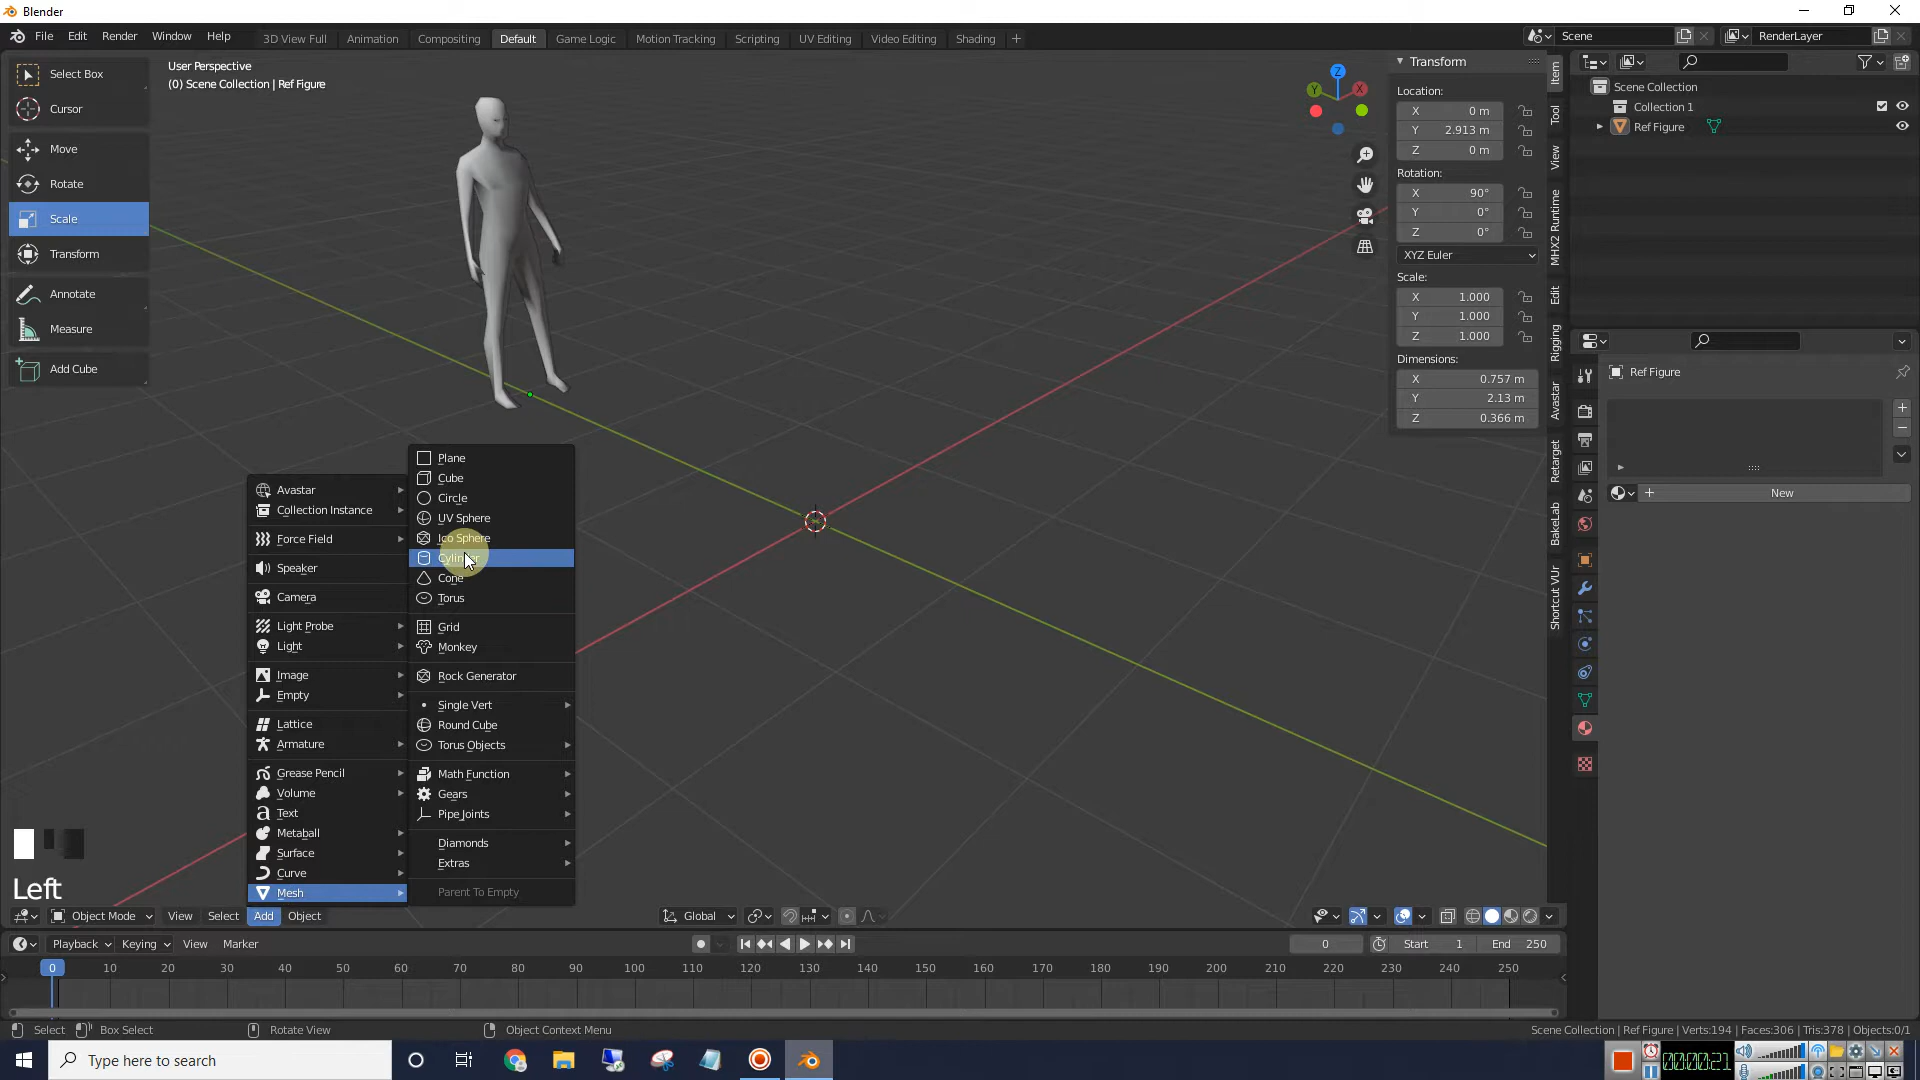 Blender
File Edit Render Window Help
3D View Full Animation Compositing Default Game Logic Motion Tracking Scripting UV Editing Video Editing Shading +
Scene
RenderLayer
Select Box
Cursor
Move
Rotate
Scale
Transform
Annotate
Measure
Add Cube
User Perspective
(0) Scene Collection | Ref Figure
Z
Y
X
Transform
Location:
X 0 m
Y 2.913 m
Z 0 m
Rotation:
X 90°
Y 0°
Z 0°
XYZ Euler
Scale:
X 1.000
Y 1.000
Z 1.000
Dimensions:
X 0.757 m
Y 2.13 m
Z 0.366 m
Item
Tool
View
MHX2 Runtime
Edit
Rigging
Avastar
Retarget
BakeLab
Shortcut VUr
Scene Collection
Collection 1
Ref Figure
Ref Figure
New
Avastar
Collection Instance
Force Field
Speaker
Camera
Light Probe
Light
Image
Empty
Lattice
Armature
Grease Pencil
Volume
Text
Metaball
Surface
Curve
Mesh
Plane
Cube
Circle
UV Sphere
Ico Sphere
Cylinder
Cone
Torus
Grid
Monkey
Rock Generator
Single Vert
Round Cube
Torus Objects
Math Function
Gears
Pipe Joints
Diamonds
Extras
Parent To Empty
Left
Object Mode View Select Add Object
Global
Playback Keying View Marker
0 Start 1 End 250
0 10 20 30 40 50 60 70 80 90 100 110 120 130 140 150 160 170 180 190 200 210 220 230 240 250
Select Box Select Rotate View Object Context Menu
Scene Collection | Ref Figure | Verts:194 | Faces:306 | Tris:378 | Objects:0/1
Type here to search
00:00:21